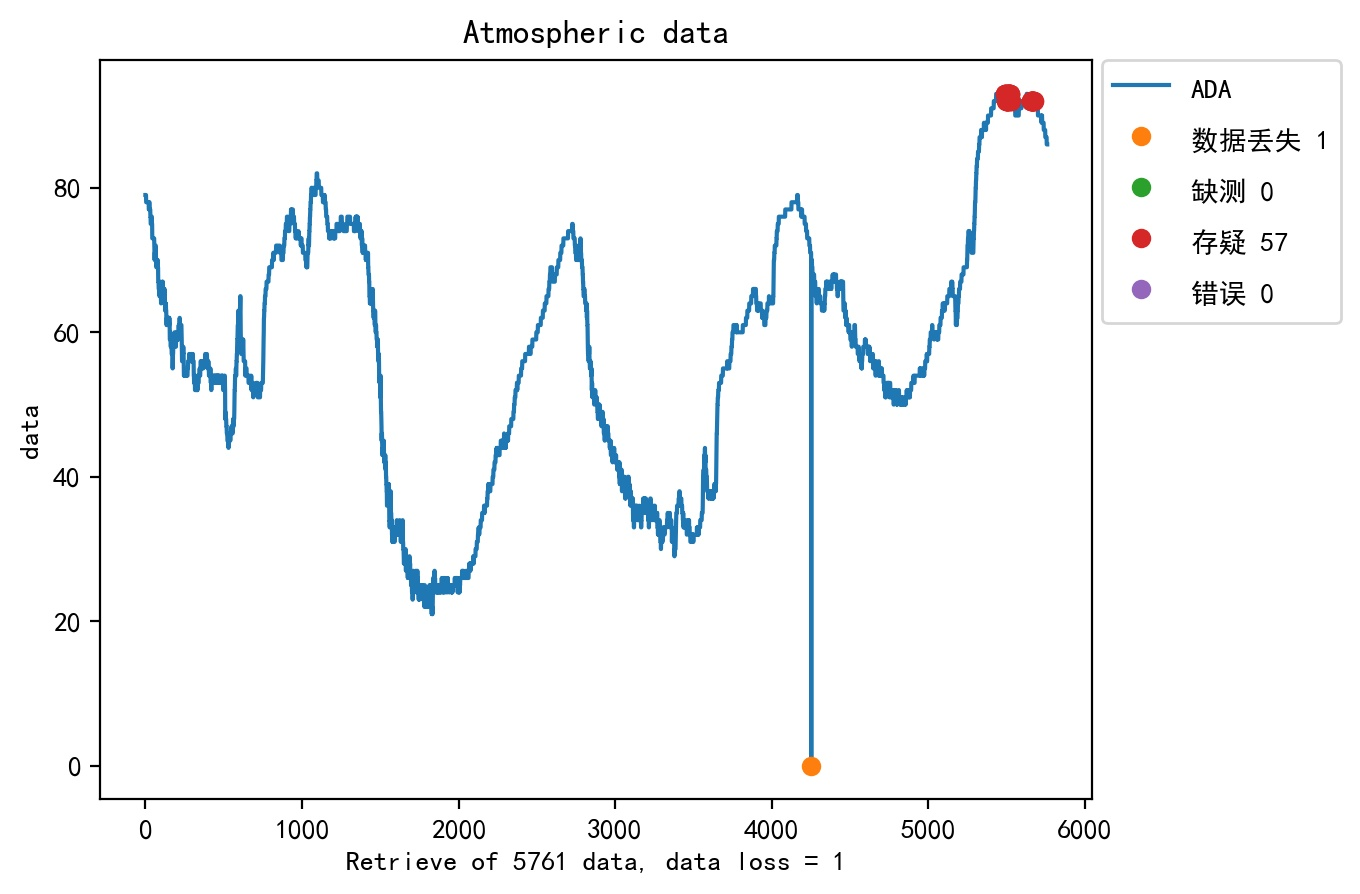 Atmospheric data
ADA
数据丢失 1
缺测 0
存疑 57
错误 0
data
80
60
40
20
0
0 1000 2000 3000 4000 5000 6000
Retrieve of 5761 data, data loss = 1